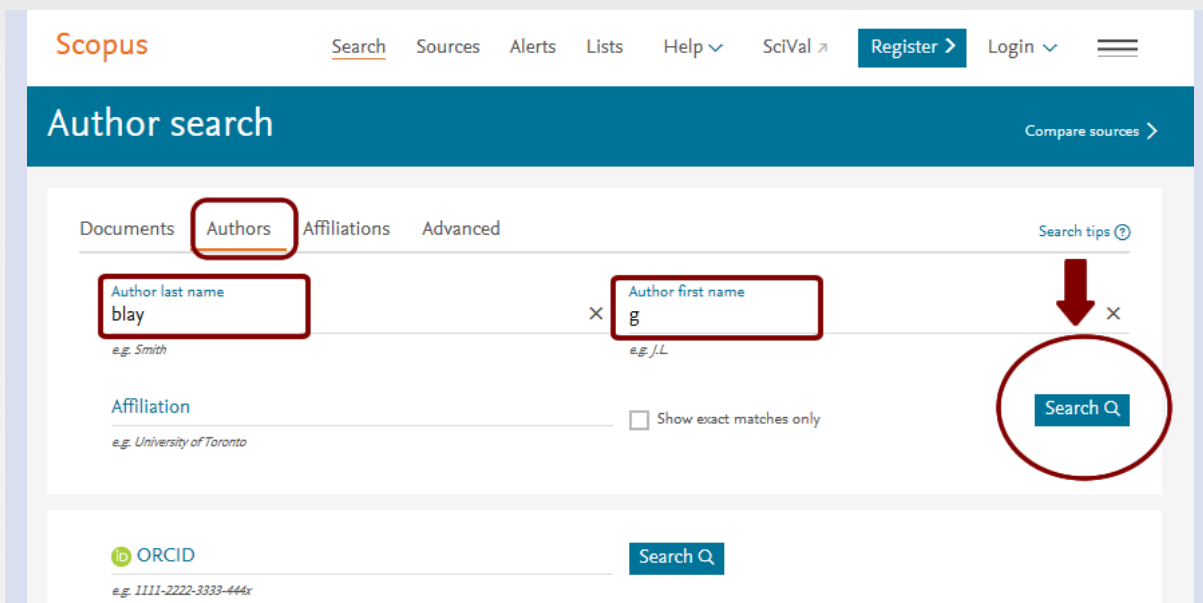 Scopus Search Sources Alerts Lists Help SciVal Register Login
Author search
Compare sources
Documents Authors Affiliations Advanced Search tips
Author last name Author first name
blay g
e.g. Smith e.g. J.L.
Affiliation
Show exact matches only
Search
e.g. University of Toronto
iD ORCID Search
e.g. 1111-2222-3333-444x